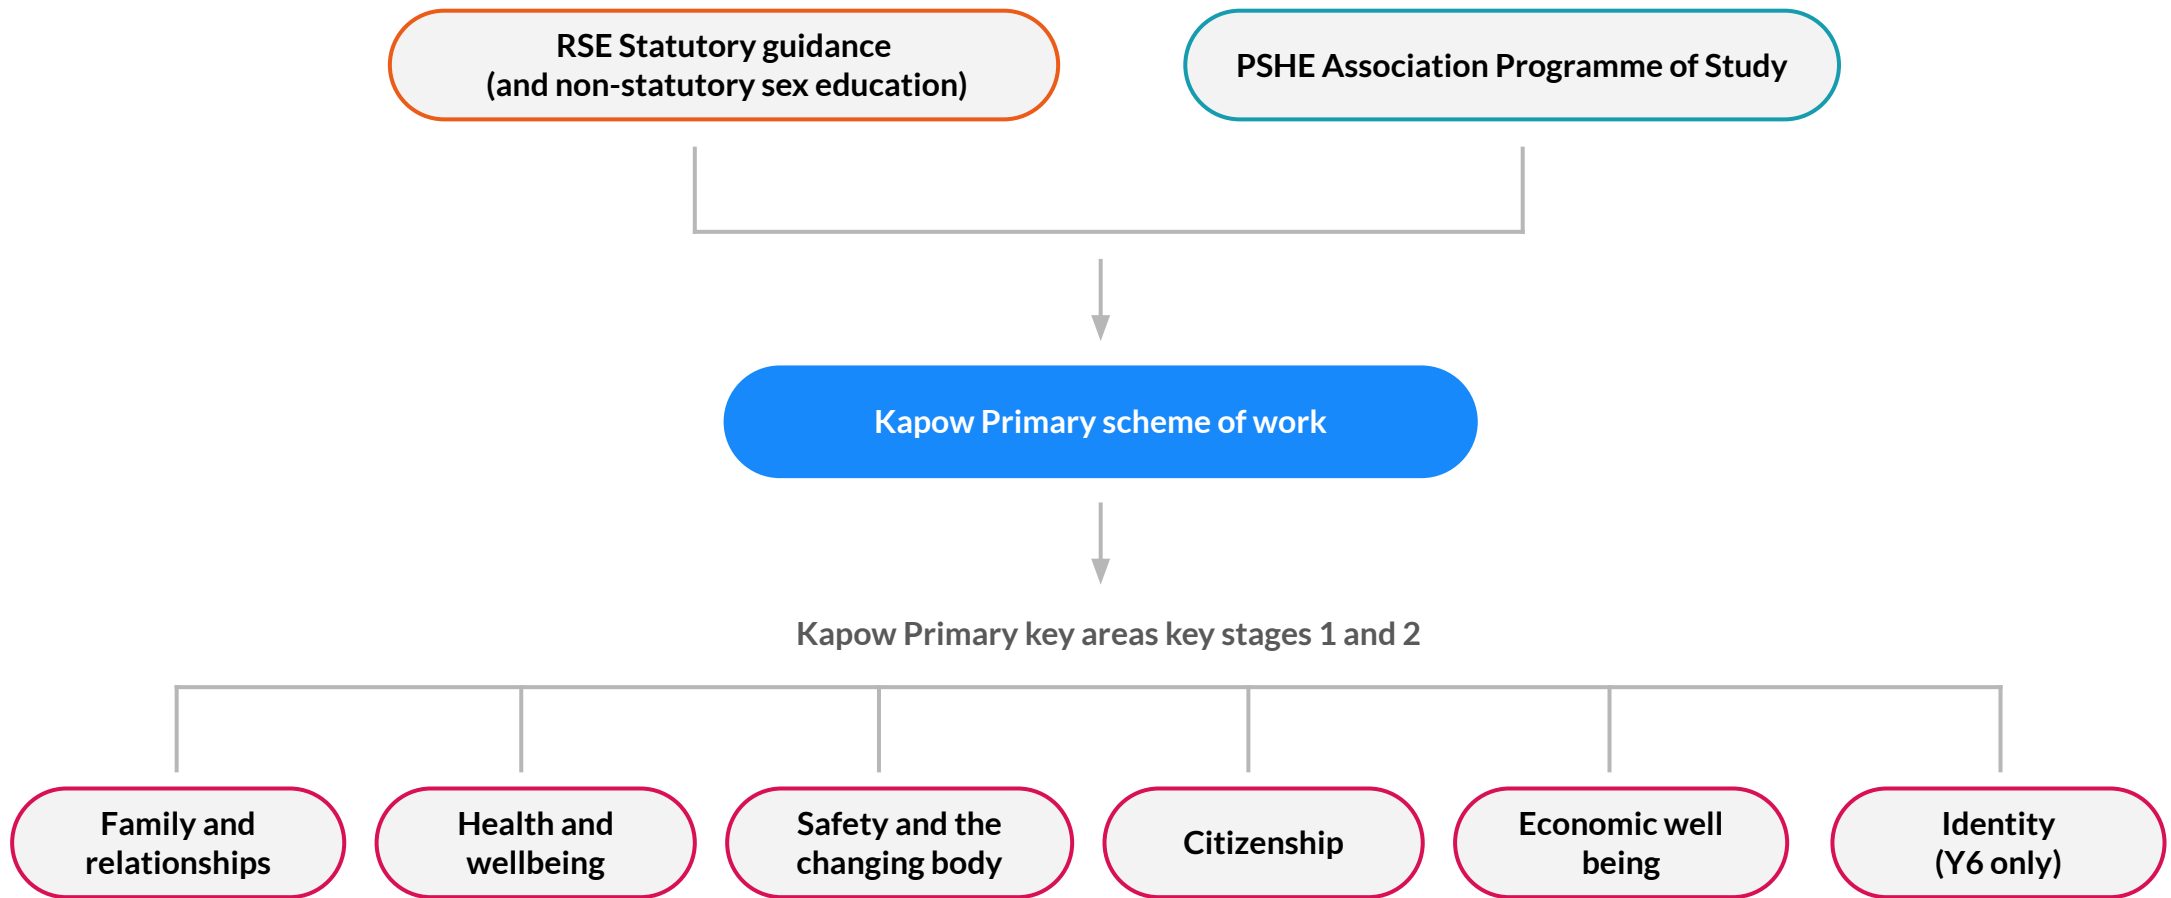 RSE Statutory guidance
(and non-statutory sex education)
PSHE Association Programme of Study
Kapow Primary scheme of work
Kapow Primary key areas key stages 1 and 2
Family and
relationships
Health and
wellbeing
Safety and the
changing body
Citizenship
Economic well
being
Identity
(Y6 only)